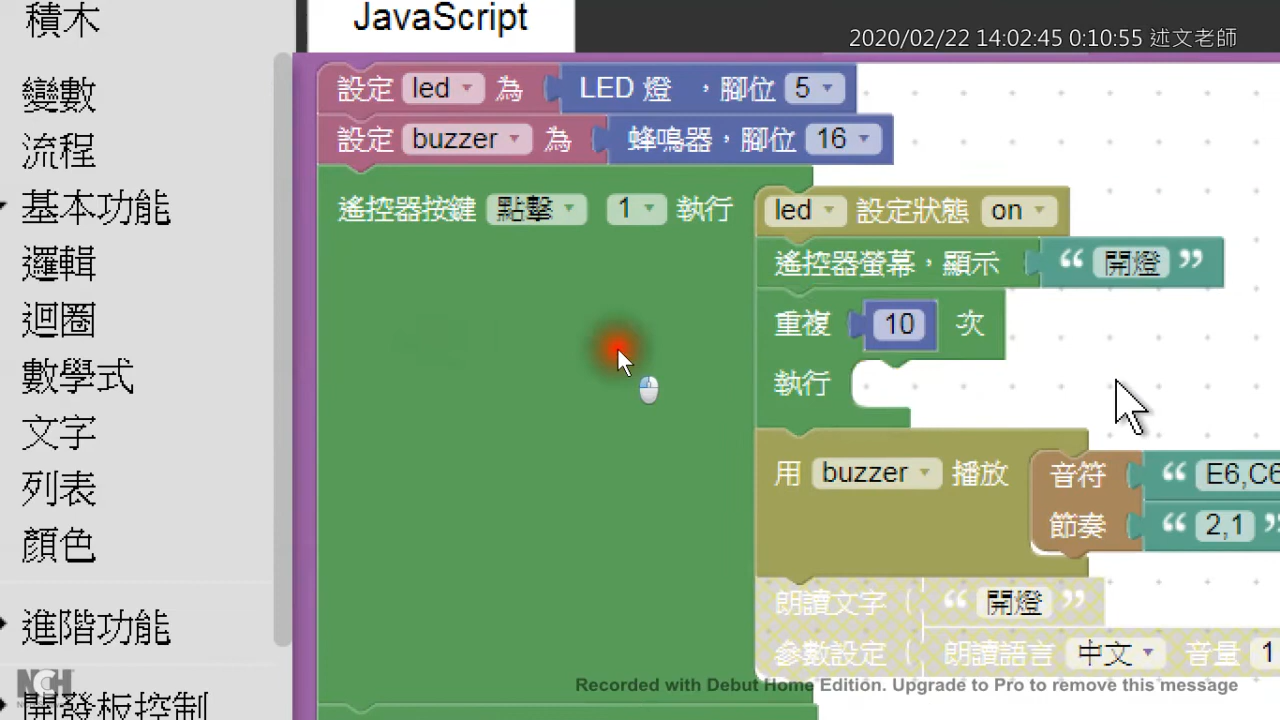 積木
JavaScript
2020/02/22 14:02:45 0:10:55 述文老師
變數
流程
基本功能
邏輯
迴圈
數學式
文字
列表
顏色
進階功能
開發板控制
設定 led 為 LED 燈 ，腳位 5
設定 buzzer 為 蜂鳴器，腳位 16
遙控器按鍵 點擊 1 執行
led 設定狀態 on
遙控器螢幕，顯示 “ 開燈 ”
重複 10 次
執行
用 buzzer 播放
音符 “ E6,C6
節奏 “ 2,1 ”
朗讀文字 ( “ 開燈 ”
參數設定 ( 朗讀語言 中文 音量 1
NCH
Recorded with Debut Home Edition. Upgrade to Pro to remove this message